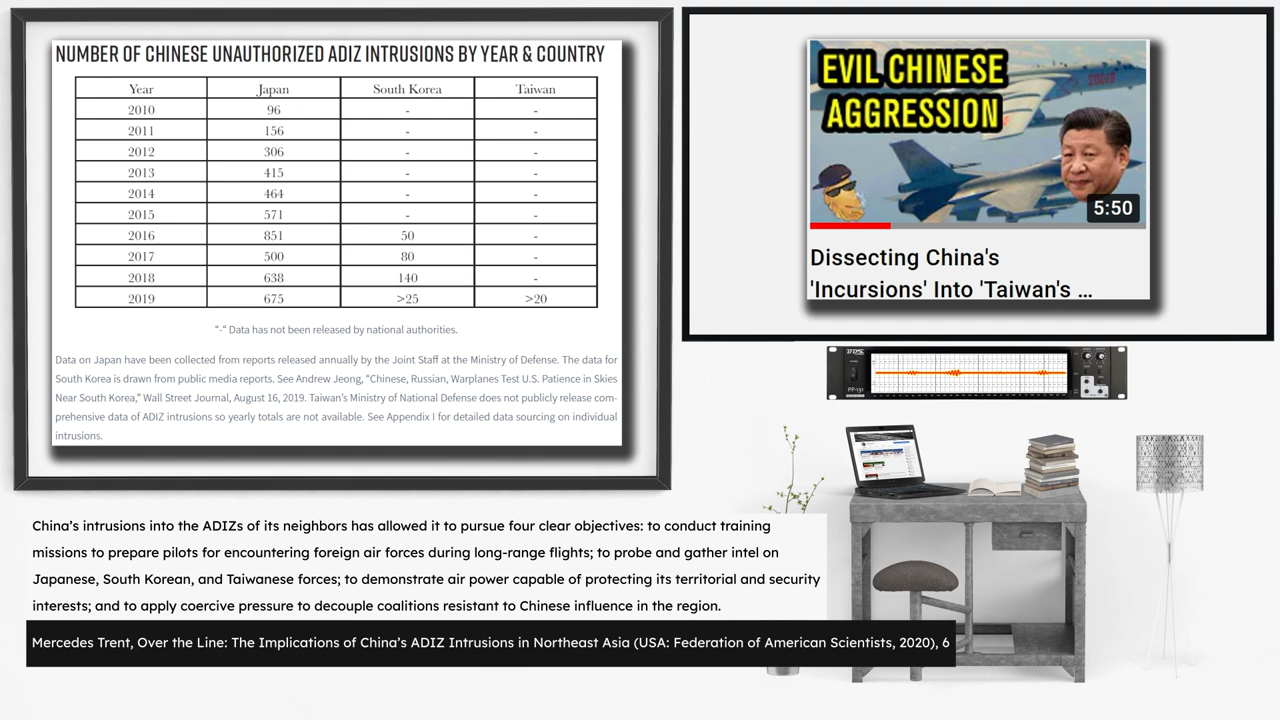 NUMBER OF CHINESE UNAUTHORIZED ADIZ INTRUSIONS BY YEAR & COUNTRY
Year Japan South Korea Taiwan
2010 96 - -
2011 156 - -
2012 306 - -
2013 415 - -
2014 464 - -
2015 571 - -
2016 851 50 -
2017 500 80 -
2018 638 140 -
2019 675 >25 >20
"-" Data has not been released by national authorities.
Data on Japan have been collected from reports released annually by the Joint Staff at the Ministry of Defense. The data for
South Korea is drawn from public media reports. See Andrew Jeong, "Chinese, Russian, Warplanes Test U.S. Patience in Skies
Near South Korea," Wall Street Journal, August 16, 2019. Taiwan's Ministry of National Defense does not publicly release com-
prehensive data of ADIZ intrusions so yearly totals are not available. See Appendix I for detailed data sourcing on individual
intrusions.
EVIL CHINESE
AGGRESSION
5:50
Dissecting China's
'Incursions' Into 'Taiwan's ...
China's intrusions into the ADIZs of its neighbors has allowed it to pursue four clear objectives: to conduct training
missions to prepare pilots for encountering foreign air forces during long-range flights; to probe and gather intel on
Japanese, South Korean, and Taiwanese forces; to demonstrate air power capable of protecting its territorial and security
interests; and to apply coercive pressure to decouple coalitions resistant to Chinese influence in the region.
Mercedes Trent, Over the Line: The Implications of China's ADIZ Intrusions in Northeast Asia (USA: Federation of American Scientists, 2020), 6